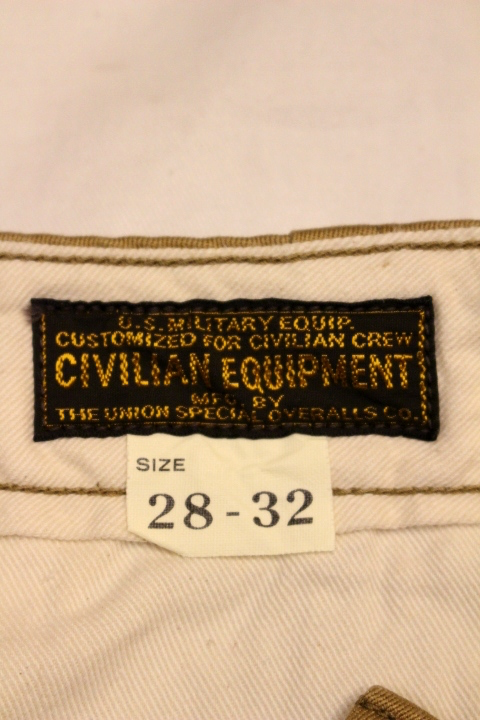 U.S. MILITARY EQUIP.
CUSTOMIZED FOR CIVILIAN CREW
CIVILIAN EQUIPMENT
MFG. BY
THE UNION SPECIAL OVERALLS CO.
SIZE
28-32